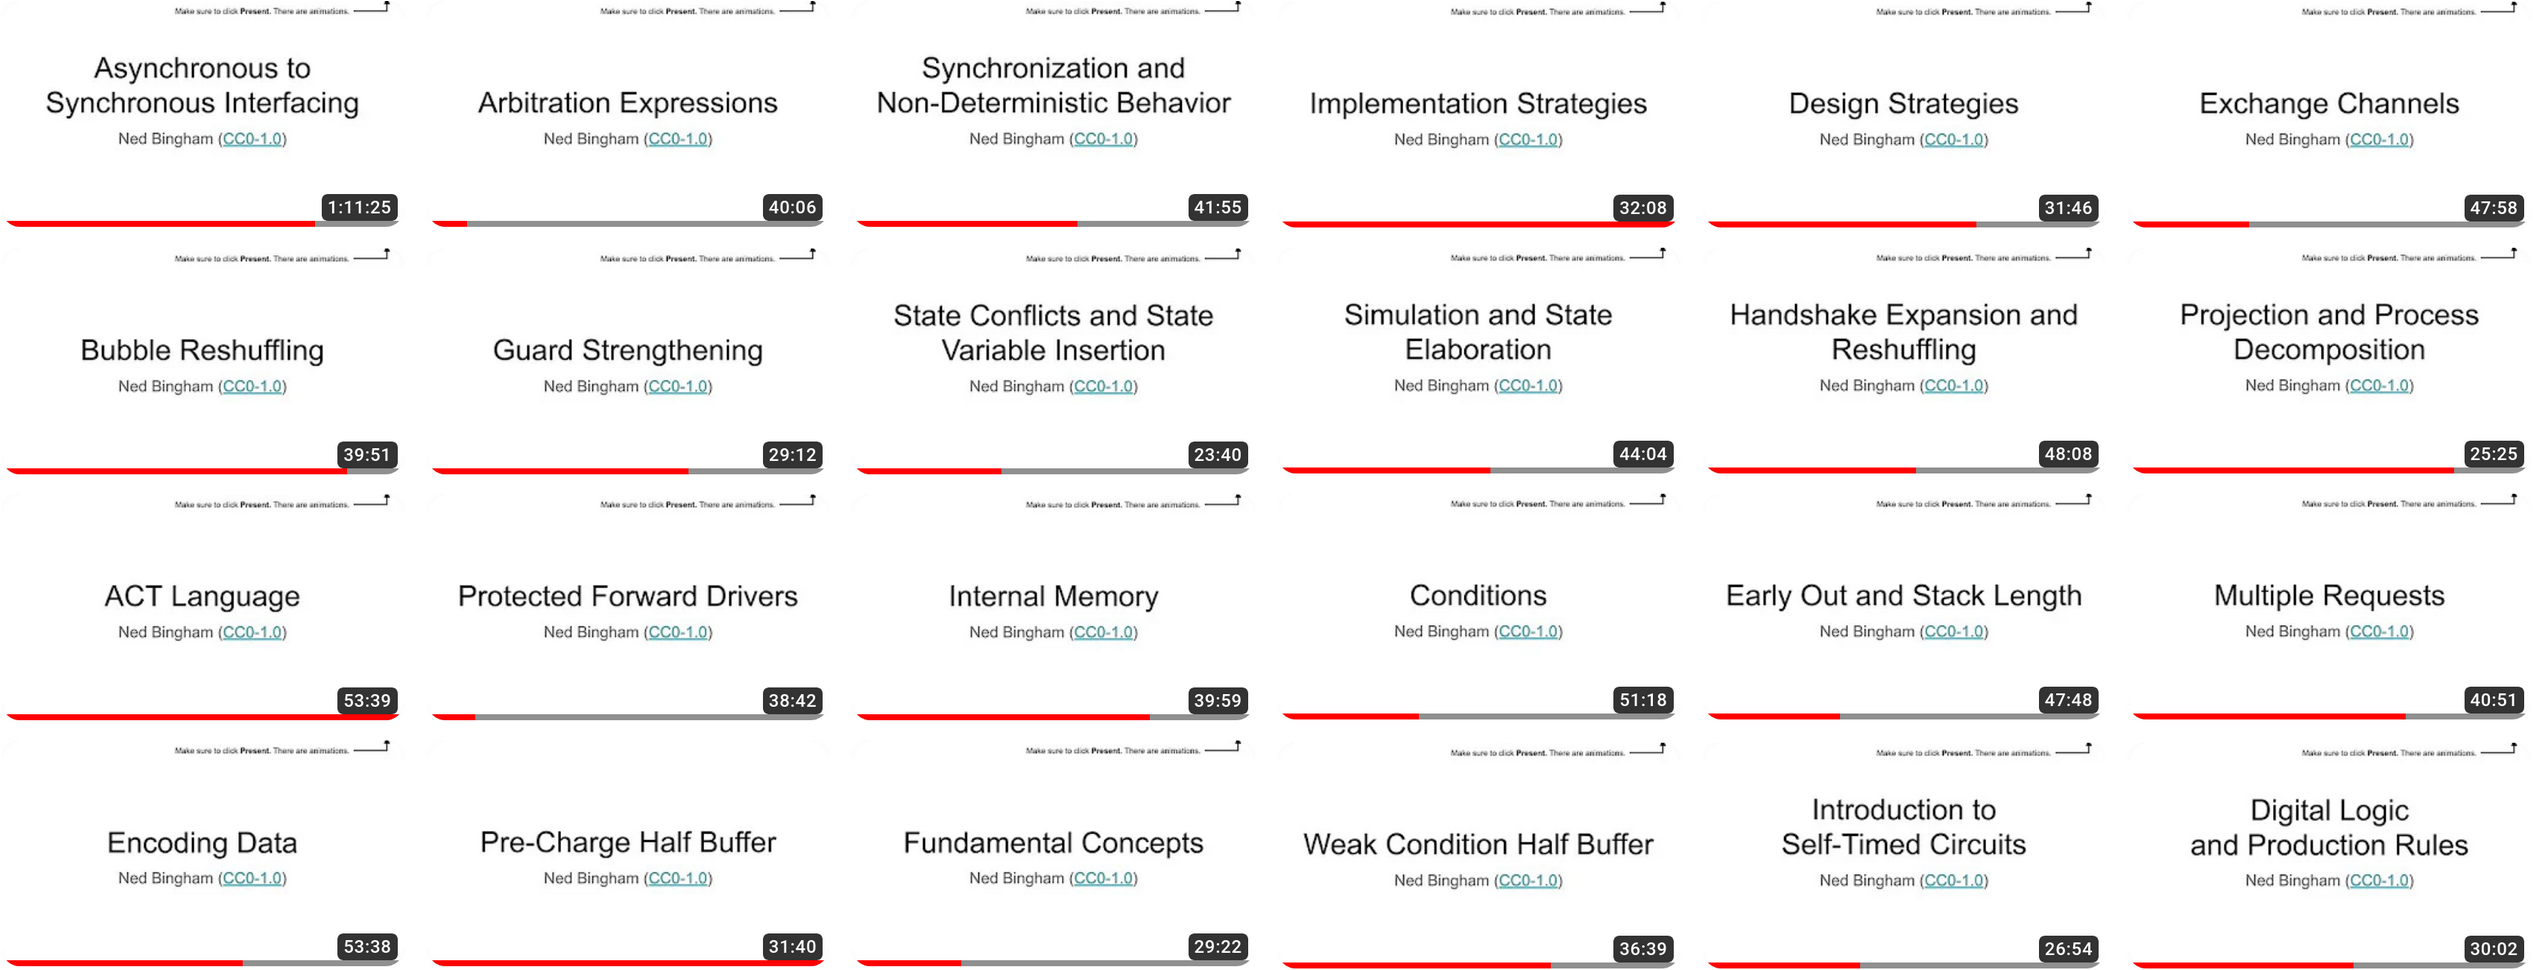 Make sure to click Present. There are animations.
Asynchronous to
Synchronous Interfacing
Ned Bingham (CC0-1.0)
1:11:25
Make sure to click Present. There are animations.
Arbitration Expressions
Ned Bingham (CC0-1.0)
40:06
Make sure to click Present. There are animations.
Synchronization and
Non-Deterministic Behavior
Ned Bingham (CC0-1.0)
41:55
Make sure to click Present. There are animations.
Implementation Strategies
Ned Bingham (CC0-1.0)
32:08
Make sure to click Present. There are animations.
Design Strategies
Ned Bingham (CC0-1.0)
31:46
Make sure to click Present. There are animations.
Exchange Channels
Ned Bingham (CC0-1.0)
47:58
Make sure to click Present. There are animations.
Bubble Reshuffling
Ned Bingham (CC0-1.0)
39:51
Make sure to click Present. There are animations.
Guard Strengthening
Ned Bingham (CC0-1.0)
29:12
Make sure to click Present. There are animations.
State Conflicts and State
Variable Insertion
Ned Bingham (CC0-1.0)
23:40
Make sure to click Present. There are animations.
Simulation and State
Elaboration
Ned Bingham (CC0-1.0)
44:04
Make sure to click Present. There are animations.
Handshake Expansion and
Reshuffling
Ned Bingham (CC0-1.0)
48:08
Make sure to click Present. There are animations.
Projection and Process
Decomposition
Ned Bingham (CC0-1.0)
25:25
Make sure to click Present. There are animations.
ACT Language
Ned Bingham (CC0-1.0)
53:39
Make sure to click Present. There are animations.
Protected Forward Drivers
Ned Bingham (CC0-1.0)
38:42
Make sure to click Present. There are animations.
Internal Memory
Ned Bingham (CC0-1.0)
39:59
Make sure to click Present. There are animations.
Conditions
Ned Bingham (CC0-1.0)
51:18
Make sure to click Present. There are animations.
Early Out and Stack Length
Ned Bingham (CC0-1.0)
47:48
Make sure to click Present. There are animations.
Multiple Requests
Ned Bingham (CC0-1.0)
40:51
Make sure to click Present. There are animations.
Encoding Data
Ned Bingham (CC0-1.0)
53:38
Make sure to click Present. There are animations.
Pre-Charge Half Buffer
Ned Bingham (CC0-1.0)
31:40
Make sure to click Present. There are animations.
Fundamental Concepts
Ned Bingham (CC0-1.0)
29:22
Make sure to click Present. There are animations.
Weak Condition Half Buffer
Ned Bingham (CC0-1.0)
36:39
Make sure to click Present. There are animations.
Introduction to
Self-Timed Circuits
Ned Bingham (CC0-1.0)
26:54
Make sure to click Present. There are animations.
Digital Logic
and Production Rules
Ned Bingham (CC0-1.0)
30:02